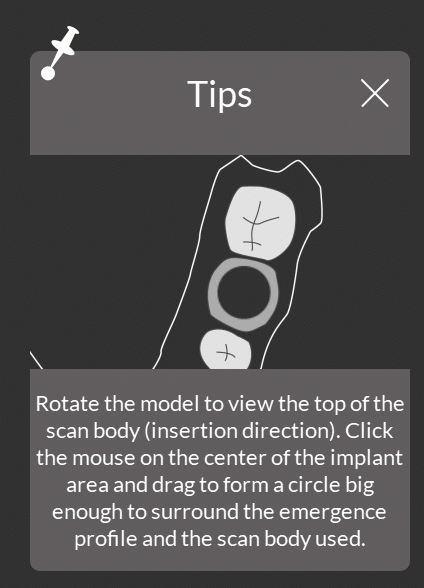 Tips
Rotate the model to view the top of the
scan body (insertion direction). Click
the mouse on the center of the implant
area and drag to form a circle big
enough to surround the emergence
profile and the scan body used.